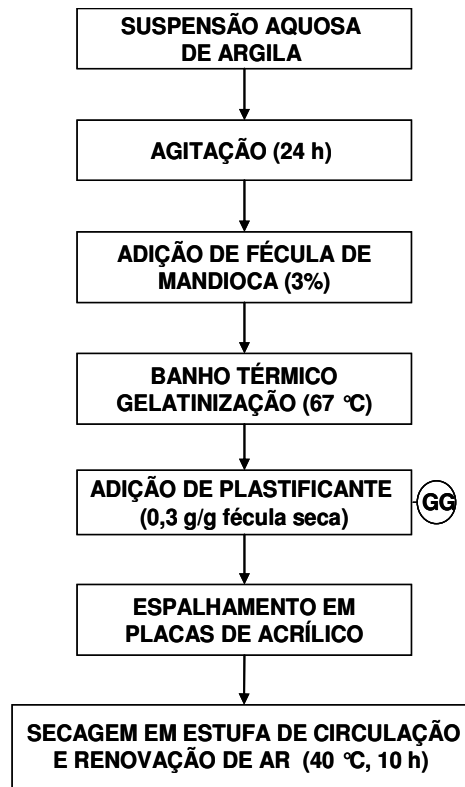 SUSPENSÃO AQUOSA
DE ARGILA
AGITAÇÃO (24 h)
ADIÇÃO DE FÉCULA DE
MANDIOCA (3%)
BANHO TÉRMICO
GELATINIZAÇÃO (67 °C)
ADIÇÃO DE PLASTIFICANTE
(0,3 g/g fécula seca)
GG
ESPALHAMENTO EM
PLACAS DE ACRÍLICO
SECAGEM EM ESTUFA DE CIRCULAÇÃO
E RENOVAÇÃO DE AR (40 °C, 10 h)